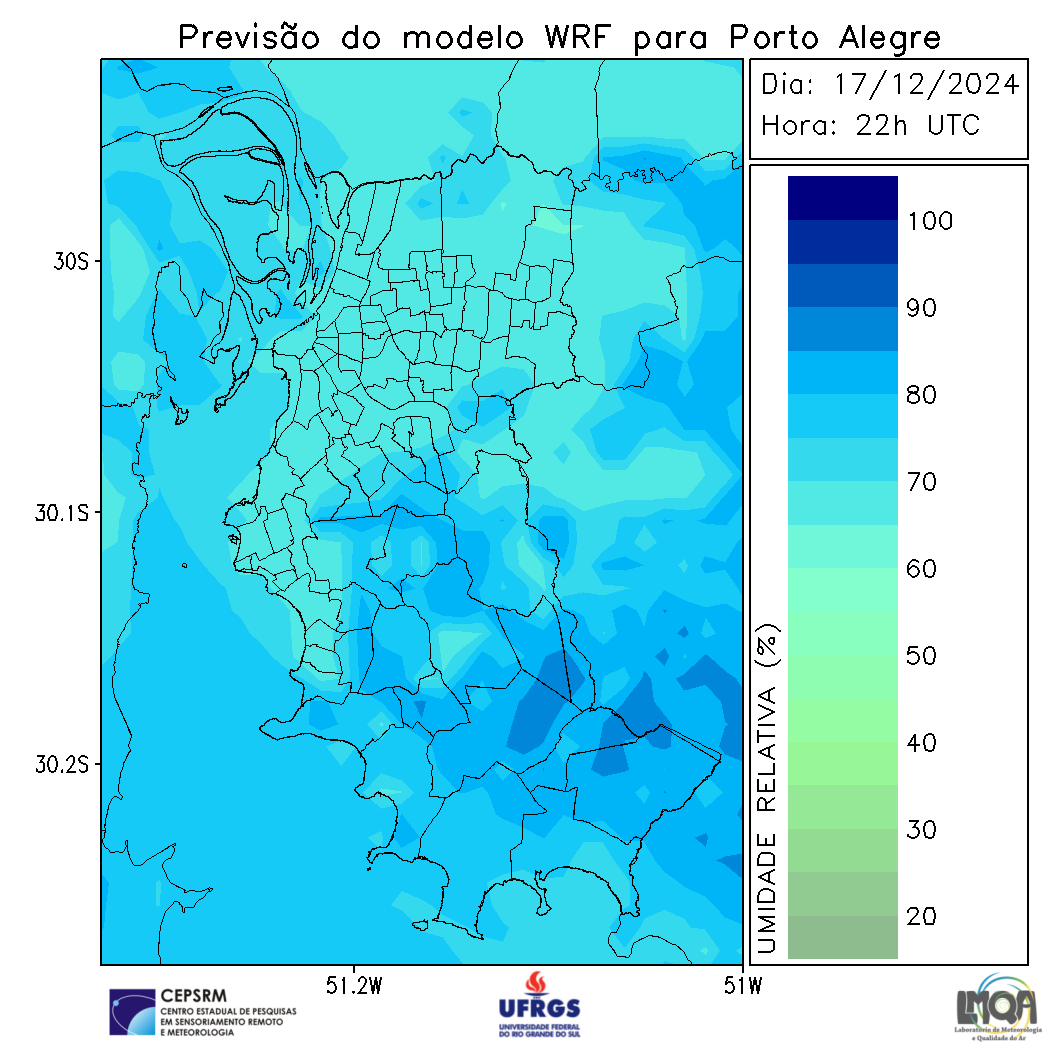 Previsão do modelo WRF para Porto Alegre
Dia: 17/12/2024
Hora: 22h UTC
30S
30.1S
30.2S
51.2W
51W
100
90
80
70
60
50
40
30
20
UMIDADE RELATIVA (%)
CEPSRM
CENTRO ESTADUAL DE PESQUISAS
EM SENSORIAMENTO REMOTO
E METEOROLOGIA
UFRGS
UNIVERSIDADE FEDERAL
DO RIO GRANDE DO SUL
LMQA
Laboratório de Meteorologia
e Qualidade do Ar